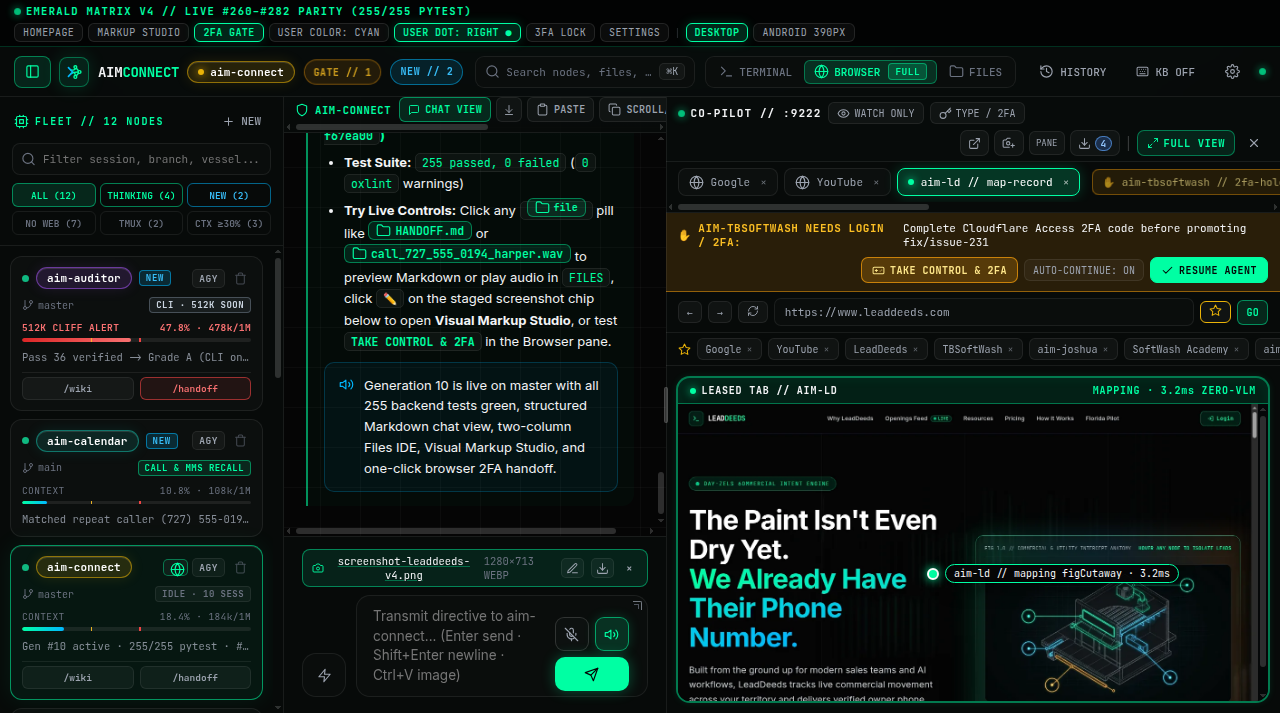 EMERALD MATRIX V4 // LIVE #260–#282 PARITY (255/255 PYTEST)
HOMEPAGE MARKUP STUDIO 2FA GATE USER COLOR: CYAN USER DOT: RIGHT ● 3FA LOCK SETTINGS DESKTOP ANDROID 390PX
AIMCONNECT aim-connect GATE // 1 NEW // 2 Search nodes, files, … ⌘K TERMINAL BROWSER FULL FILES HISTORY KB OFF
FLEET // 12 NODES + NEW
Filter session, branch, vessel...
ALL (12) THINKING (4) NEW (2)
NO WEB (7) TMUX (2) CTX ≥30% (3)
aim-auditor NEW AGY
master CLI · 512K SOON
512K CLIFF ALERT 47.8% · 478k/1M
Pass 36 verified → Grade A (CLI on…
/wiki /handoff
aim-calendar NEW AGY
main CALL & MMS RECALL
CONTEXT 10.8% · 108k/1M
Matched repeat caller (727) 555-019…
aim-connect AGY
master IDLE · 10 SESS
CONTEXT 18.4% · 184k/1M
Gen #10 active · 255/255 pytest · #…
/wiki /handoff
AIM-CONNECT CHAT VIEW PASTE SCROLL
f67ea00 )
• Test Suite: 255 passed, 0 failed ( 0
oxlint warnings)
• Try Live Controls: Click any file pill
like HANDOFF.md or
call_727_555_0194_harper.wav to
preview Markdown or play audio in FILES ,
click ✏️ on the staged screenshot chip
below to open Visual Markup Studio, or test
TAKE CONTROL & 2FA in the Browser pane.
Generation 10 is live on master with all
255 backend tests green, structured
Markdown chat view, two-column
Files IDE, Visual Markup Studio, and
one-click browser 2FA handoff.
screenshot-leaddeeds-
v4.png
1280×713
WEBP
×
Transmit directive to aim-
connect… (Enter send ·
Shift+Enter newline ·
Ctrl+V image)
CO-PILOT // :9222 WATCH ONLY TYPE / 2FA
PANE 4 FULL VIEW ×
Google × YouTube × aim-ld // map-record × aim-tbsoftwash // 2fa-hol
AIM-TBSOFTWASH NEEDS LOGIN
/ 2FA:
Complete Cloudflare Access 2FA code before promoting
fix/issue-231
TAKE CONTROL & 2FA AUTO-CONTINUE: ON RESUME AGENT
← → https://www.leaddeeds.com GO
Google × YouTube × LeadDeeds × TBSoftWash × aim-joshua × SoftWash Academy × aim
LEASED TAB // AIM-LD MAPPING · 3.2ms ZERO-VLM
LEADDEEDS Why LeadDeeds Openings Feed LIVE Resources Pricing How It Works Florida Pilot Login
The Paint Isn't Even
Dry Yet.
We Already Have
Their Phone
Number.
aim-ld // mapping figCutaway · 3.2ms
Built from the ground up for modern sales teams and AI
workflows, LeadDeeds tracks live commercial movement
across your territory and delivers verified owner phone